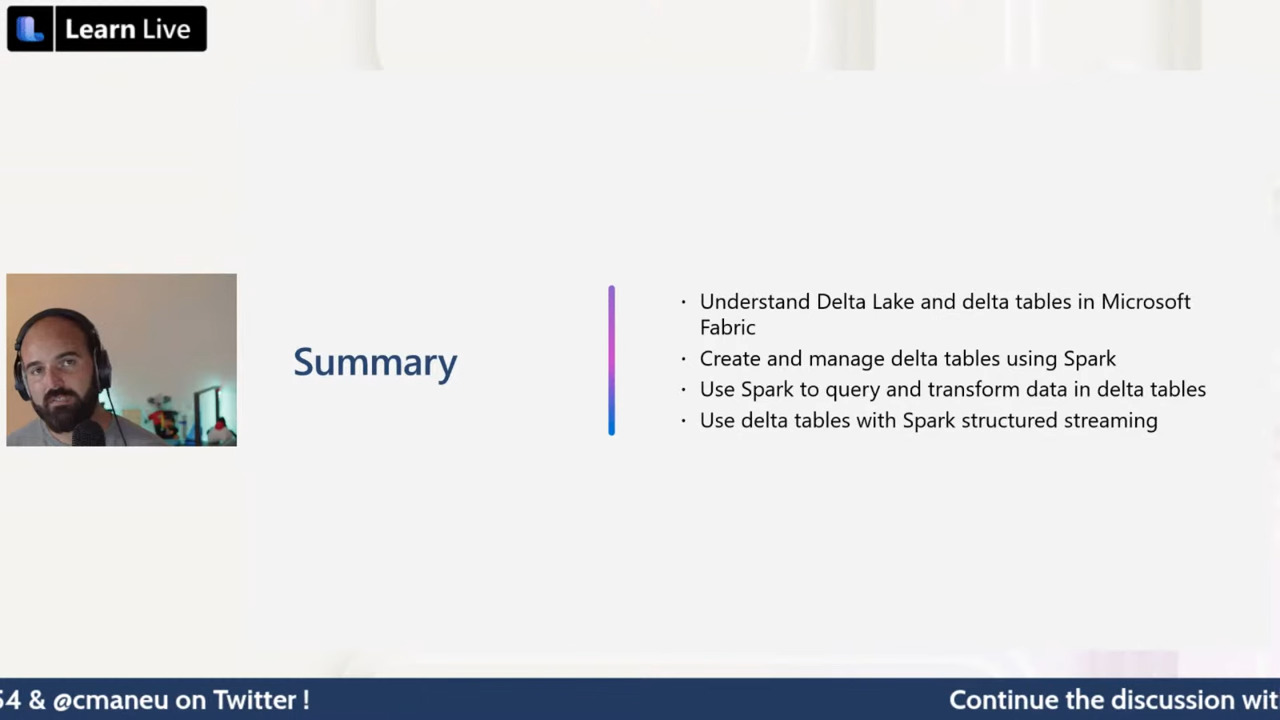 Learn Live
Summary
· Understand Delta Lake and delta tables in Microsoft
Fabric
· Create and manage delta tables using Spark
· Use Spark to query and transform data in delta tables
· Use delta tables with Spark structured streaming
& @cmaneu on Twitter !
Continue the discussion